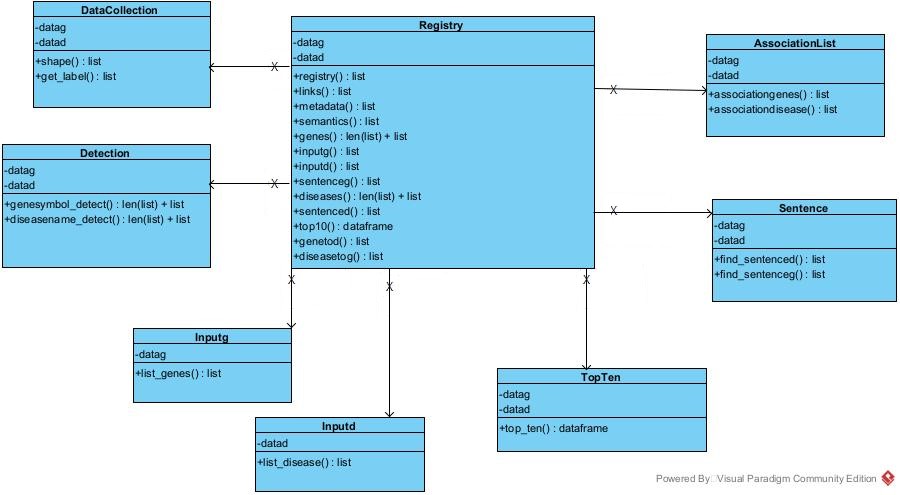 DataCollection
-datag
-datad
+shape() : list
+get_label() : list
Registry
-datag
-datad
+registry() : list
+links() : list
+metadata() : list
+semantics() : list
+genes() : len(list) + list
+inputg() : list
+inputd() : list
+sentenceg() : list
+diseases() : len(list) + list
+sentenced() : list
+top10() : dataframe
+genetod() : list
+diseasetog() : list
AssociationList
-datag
-datad
+associationgenes() : list
+associationdisease() : list
Detection
-datag
-datad
+genesymbol_detect() : len(list) + list
+diseasename_detect() : len(list) + list
Sentence
-datag
-datad
+find_sentenced() : list
+find_sentenceg() : list
Inputg
-datag
+list_genes() : list
TopTen
-datag
-datad
+top_ten() : dataframe
Inputd
-datad
+list_disease() : list
Powered By Visual Paradigm Community Edition